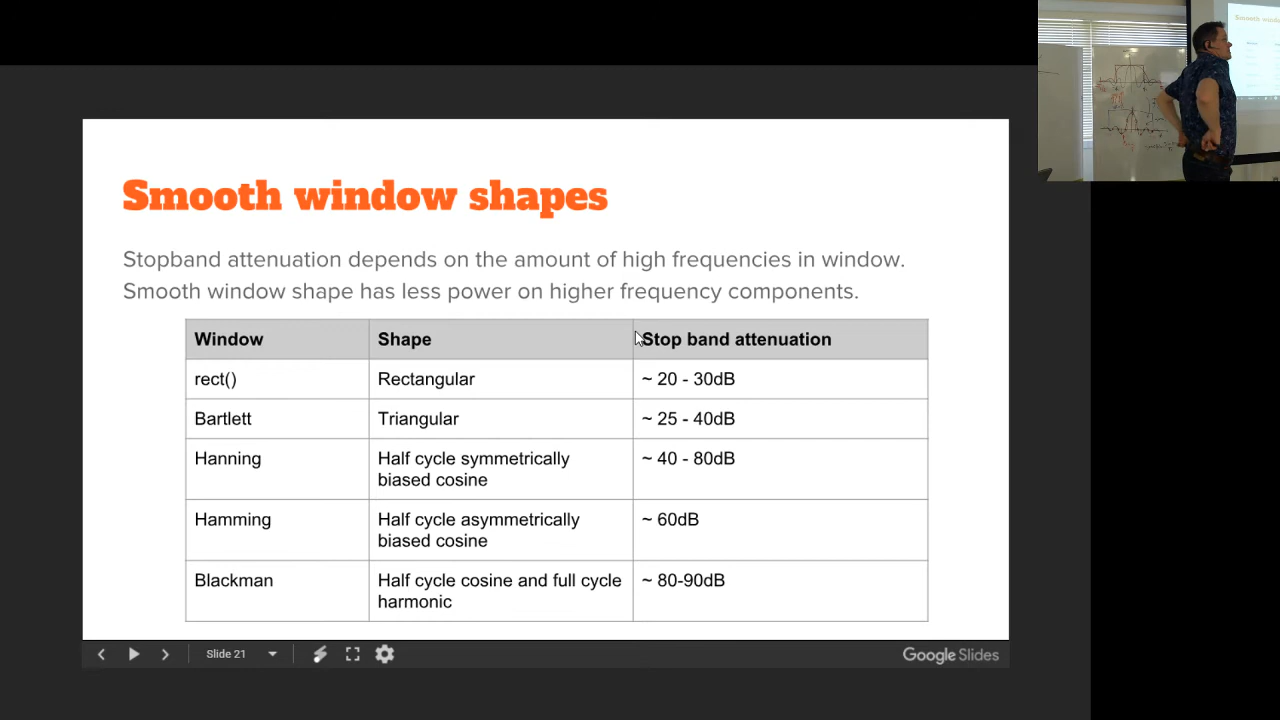 Smooth window shapes
Stopband attenuation depends on the amount of high frequencies in window.
Smooth window shape has less power on higher frequency components.
Window Shape Stop band attenuation
rect() Rectangular ~ 20 - 30dB
Bartlett Triangular ~ 25 - 40dB
Hanning Half cycle symmetrically ~ 40 - 80dB
biased cosine
Hamming Half cycle asymmetrically ~ 60dB
biased cosine
Blackman Half cycle cosine and full cycle ~ 80-90dB
harmonic
Slide 21
Google Slides
Smooth